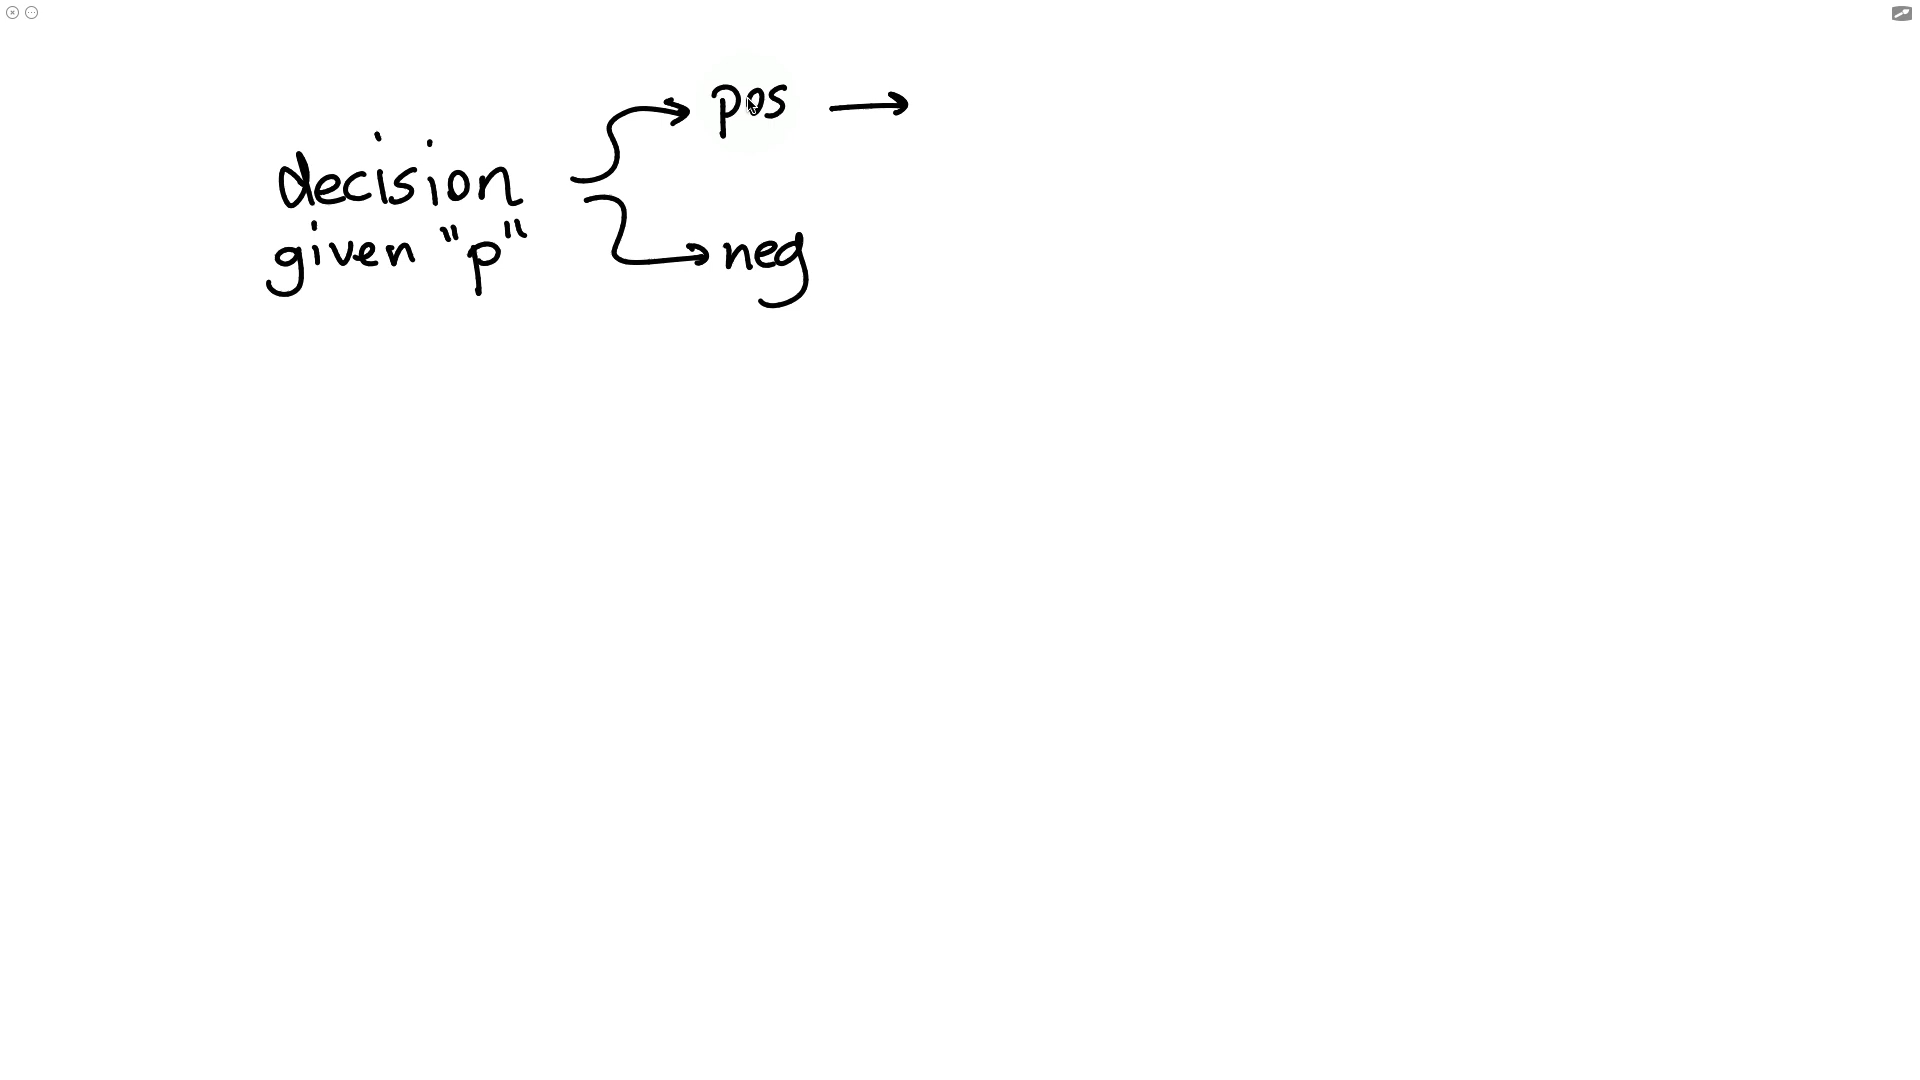 decision
given "p"
pos
neg